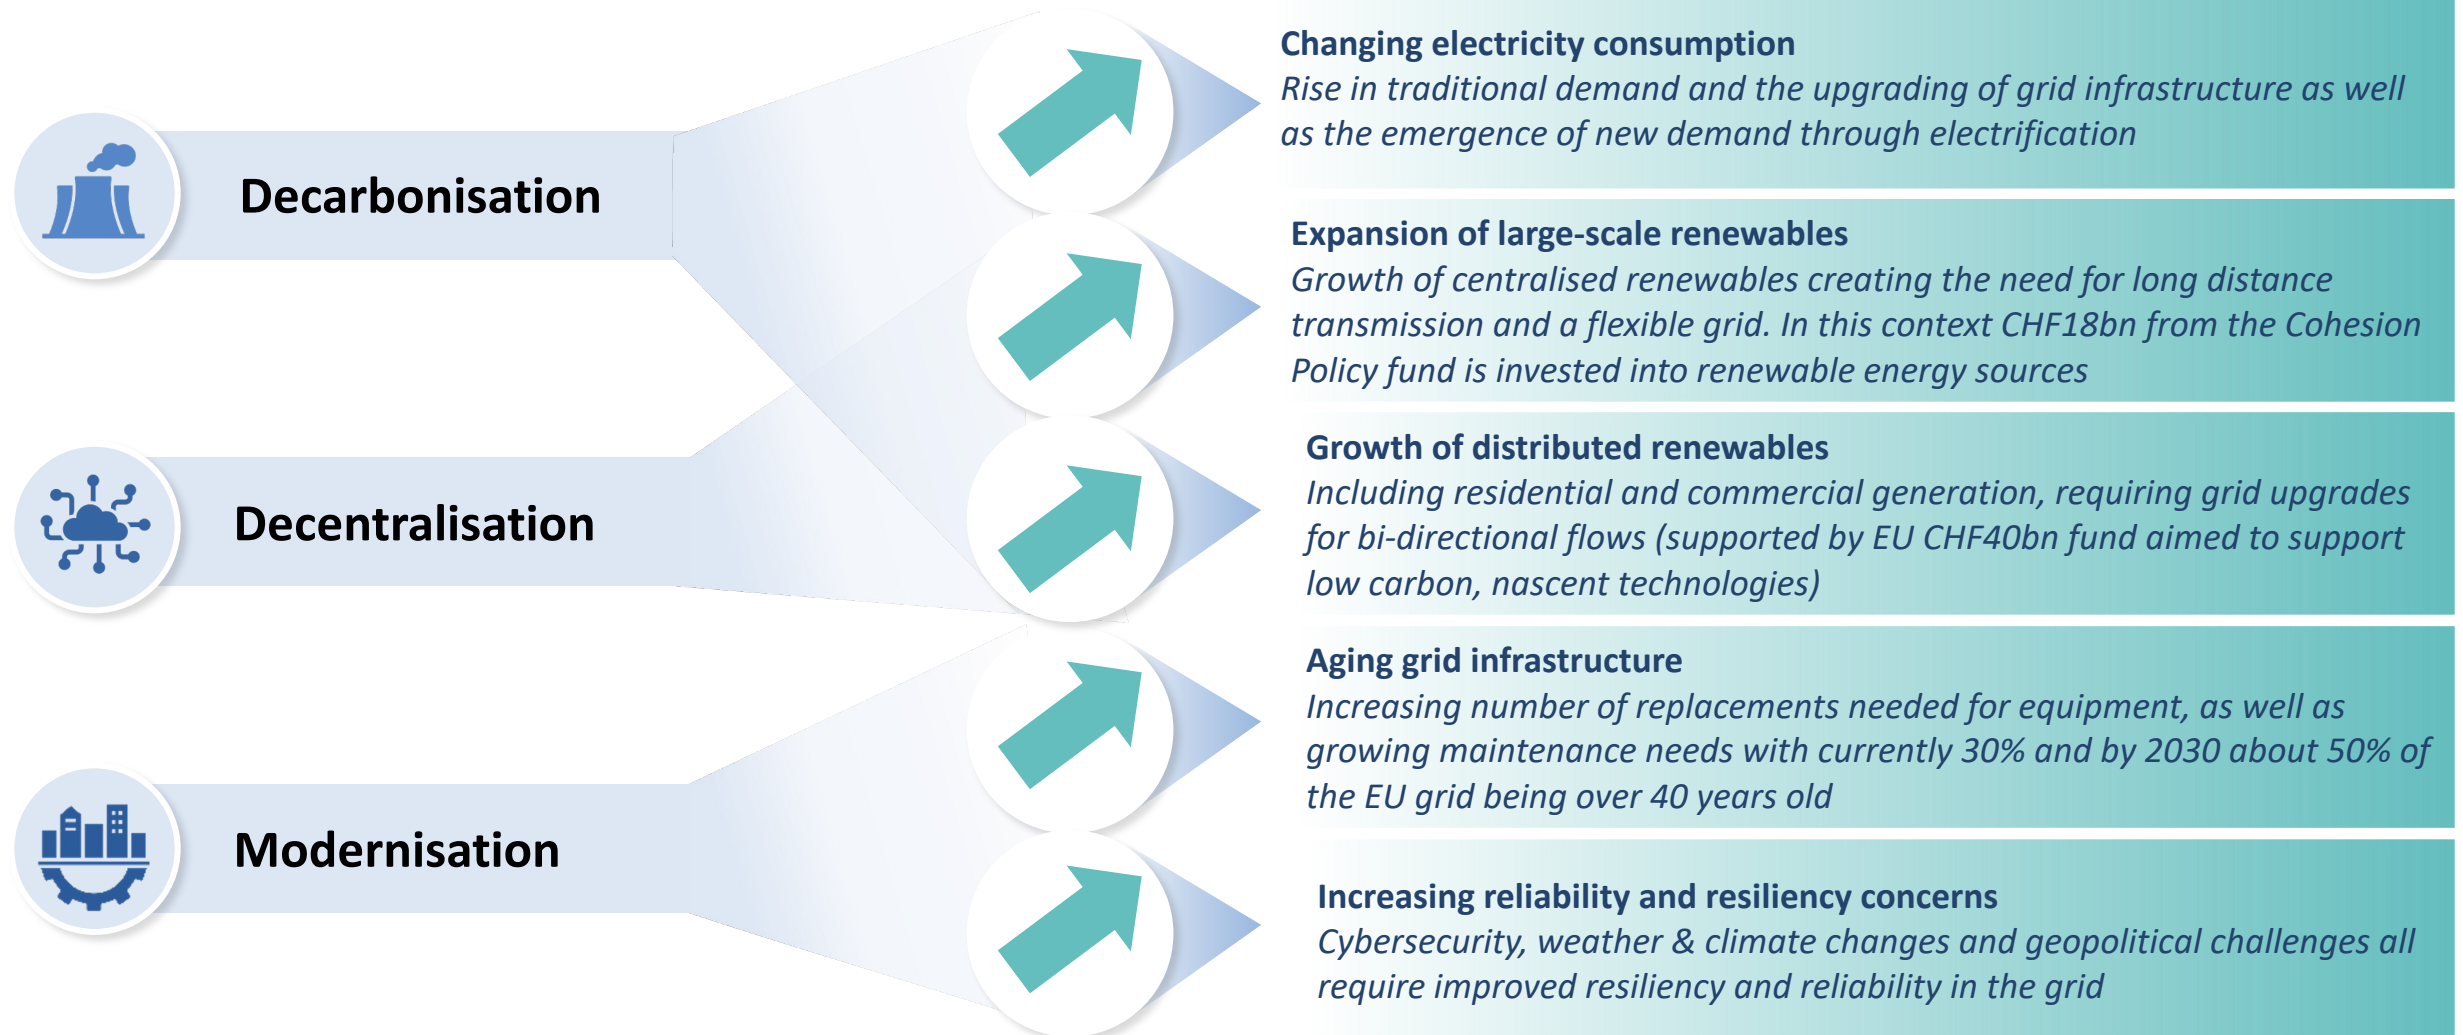 Decarbonisation
Decentralisation
Modernisation
Changing electricity consumption
Rise in traditional demand and the upgrading of grid infrastructure as well
as the emergence of new demand through electrification
Expansion of large-scale renewables
Growth of centralised renewables creating the need for long distance
transmission and a flexible grid. In this context CHF18bn from the Cohesion
Policy fund is invested into renewable energy sources
Growth of distributed renewables
Including residential and commercial generation, requiring grid upgrades
for bi-directional flows (supported by EU CHF40bn fund aimed to support
low carbon, nascent technologies)
Aging grid infrastructure
Increasing number of replacements needed for equipment, as well as
growing maintenance needs with currently 30% and by 2030 about 50% of
the EU grid being over 40 years old
Increasing reliability and resiliency concerns
Cybersecurity, weather & climate changes and geopolitical challenges all
require improved resiliency and reliability in the grid